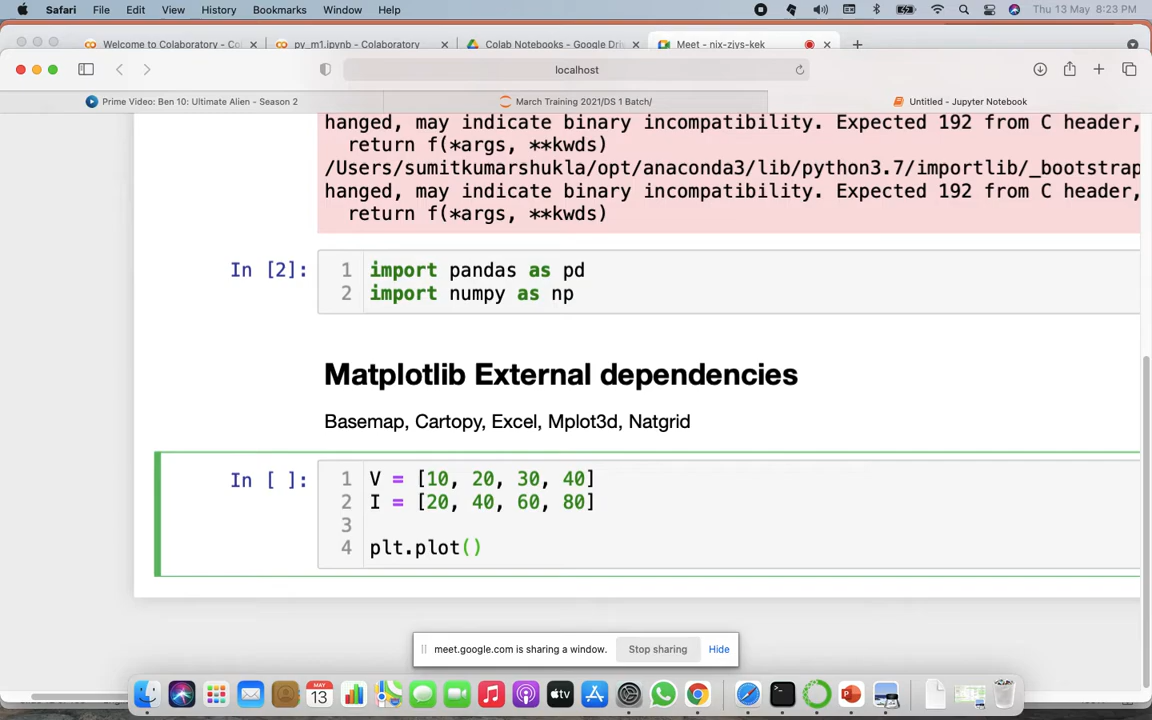 Safari File Edit View History Bookmarks Window Help Thu 13 May 8:23 PM
Welcome to Colaboratory - Col py_m1.ipynb - Colaboratory Colab Notebooks - Google Dri Meet - nix-zjys-kek
localhost
Prime Video: Ben 10: Ultimate Alien - Season 2 March Training 2021/DS 1 Batch/ Untitled - Jupyter Notebook
hanged, may indicate binary incompatibility. Expected 192 from C header,
return f(*args, **kwds)
/Users/sumitkumarshukla/opt/anaconda3/lib/python3.7/importlib/_bootstrap
hanged, may indicate binary incompatibility. Expected 192 from C header,
return f(*args, **kwds)
In [2]: 1 import pandas as pd
2 import numpy as np
Matplotlib External dependencies
Basemap, Cartopy, Excel, Mplot3d, Natgrid
In [ ]: 1 V = [10, 20, 30, 40]
2 I = [20, 40, 60, 80]
3
4 plt.plot()
meet.google.com is sharing a window. Stop sharing Hide
MAY
13
tv